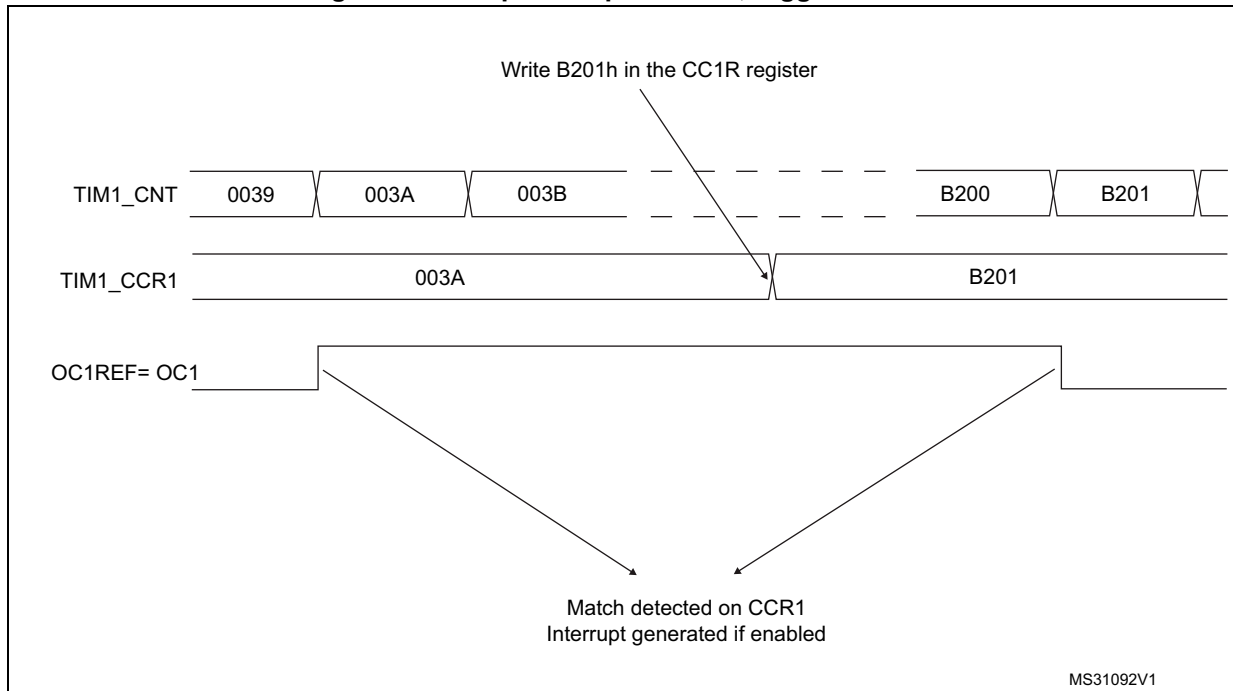 Write B201h in the CC1R register
TIM1_CNT 0039 003A 003B B200 B201
TIM1_CCR1 003A B201
OC1REF= OC1
Match detected on CCR1
Interrupt generated if enabled
MS31092V1